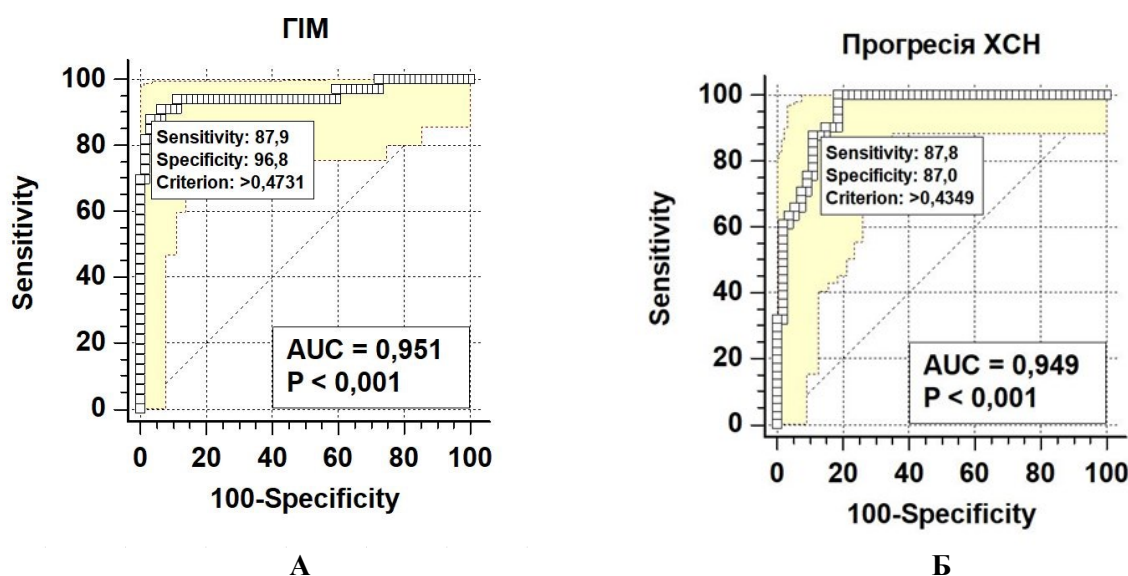 ГІМ
100
80
60
40
20
0
Sensitivity
Sensitivity: 87,9
Specificity: 96,8
Criterion: >0,4731
AUC = 0,951
P < 0,001
0 20 40 60 80 100
100-Specificity
А
Прогресія ХСН
100
80
60
40
20
0
Sensitivity
Sensitivity: 87,8
Specificity: 87,0
Criterion: >0,4349
AUC = 0,949
P < 0,001
0 20 40 60 80 100
100-Specificity
Б